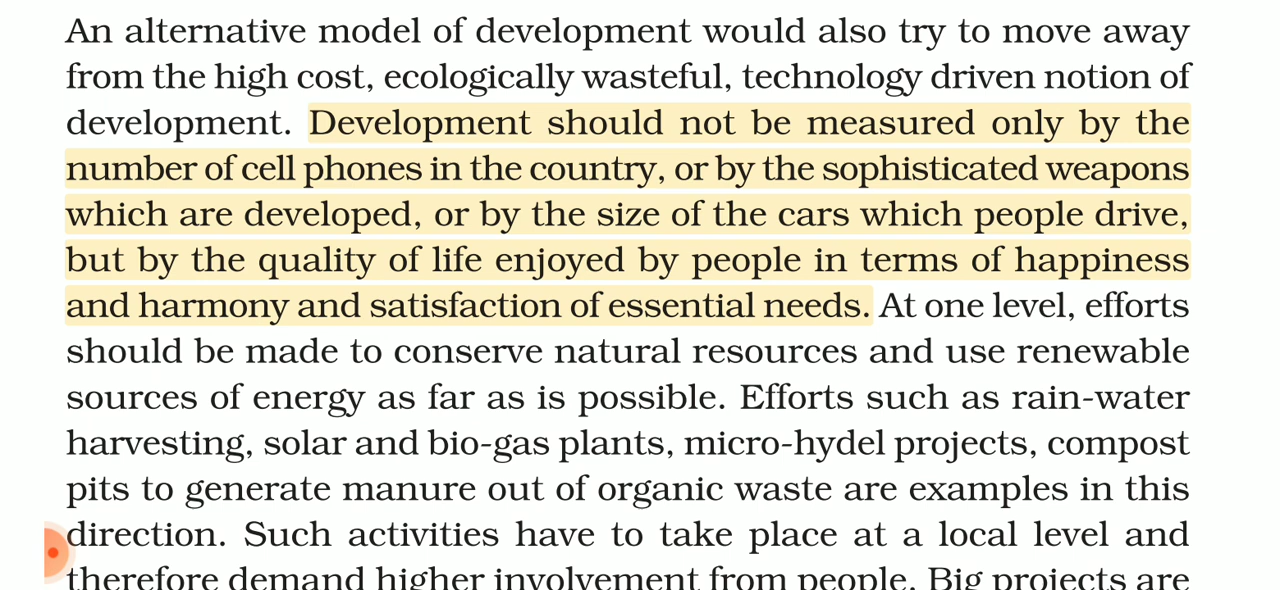 An alternative model of development would also try to move away
from the high cost, ecologically wasteful, technology driven notion of
development. Development should not be measured only by the
number of cell phones in the country, or by the sophisticated weapons
which are developed, or by the size of the cars which people drive,
but by the quality of life enjoyed by people in terms of happiness
and harmony and satisfaction of essential needs. At one level, efforts
should be made to conserve natural resources and use renewable
sources of energy as far as is possible. Efforts such as rain-water
harvesting, solar and bio-gas plants, micro-hydel projects, compost
pits to generate manure out of organic waste are examples in this
direction. Such activities have to take place at a local level and
therefore demand higher involvement from people. Big projects are